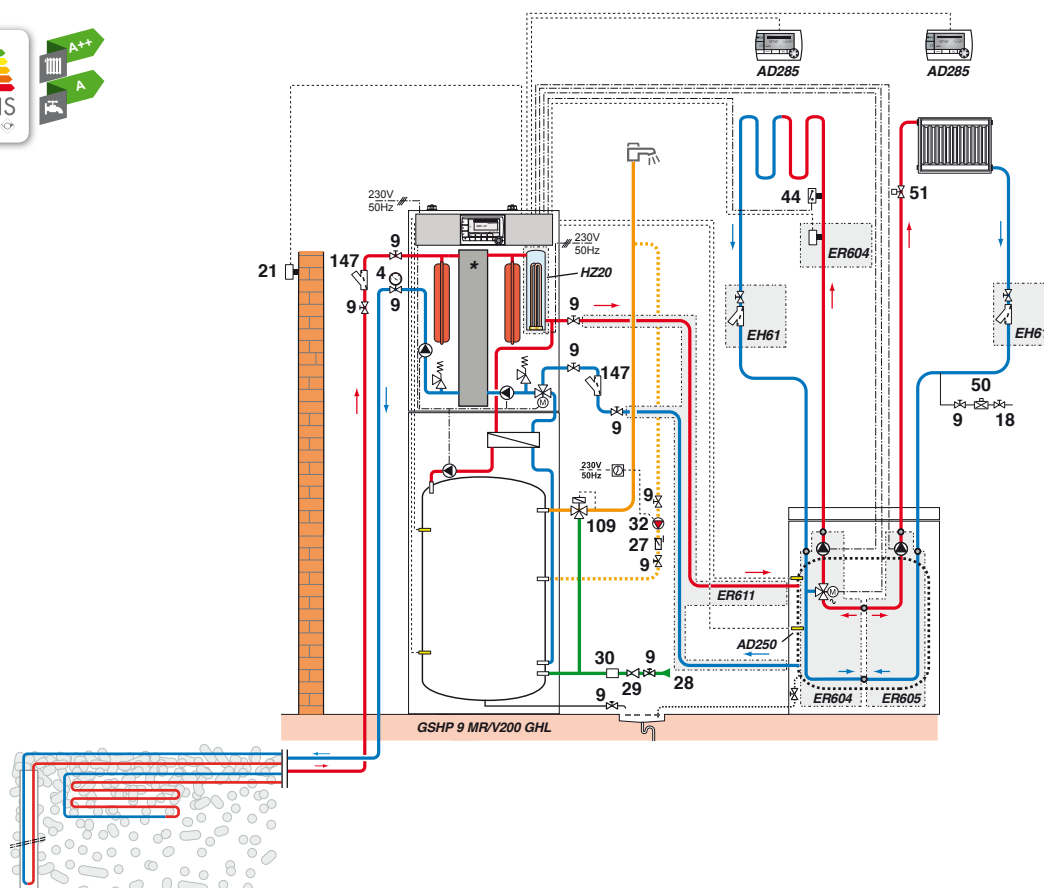 A++
A
IS
AD285
AD285
230V
50Hz
44
51
9
230V
50Hz
ER604
21
147
4
*
HZ20
9
9
9
EH61
EH61
9
147
50
9
9
18
230V
50Hz
9
109
32
27
9
ER611
M
M
AD250
30
9
29
28
9
ER604
ER605
GSHP 9 MR/V200 GHL